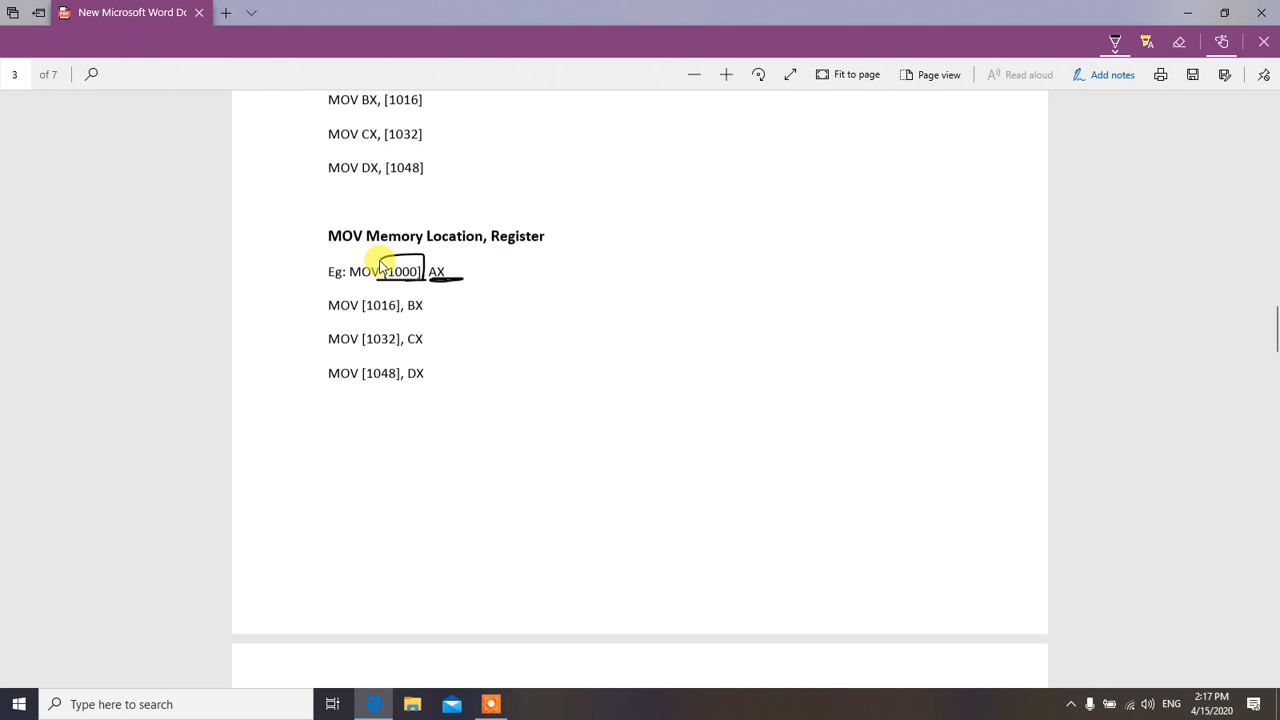 New Microsoft Word Do
3 of 7
Fit to page
Page view
Read aloud
Add notes
MOV BX, [1016]
MOV CX, [1032]
MOV DX, [1048]
MOV Memory Location, Register
Eg: MOV [1000], AX
MOV [1016], BX
MOV [1032], CX
MOV [1048], DX
Type here to search
2:17 PM
4/15/2020